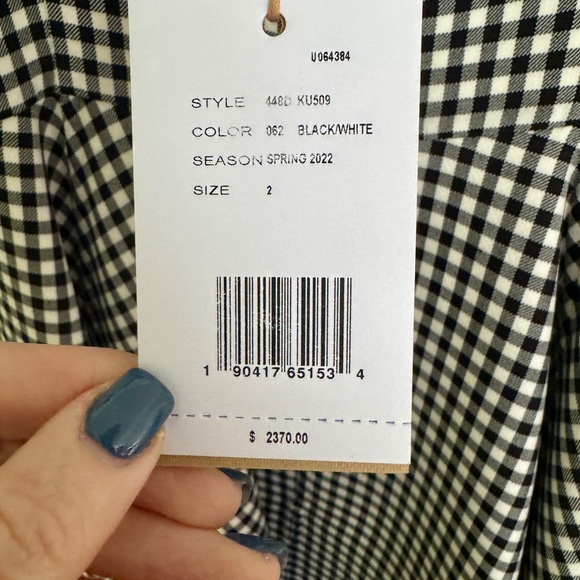 U064384
STYLE 448D KU509
COLOR 062 BLACK/WHITE
SEASON SPRING 2022
SIZE 2
1 90417 65153 4
$ 2370.00